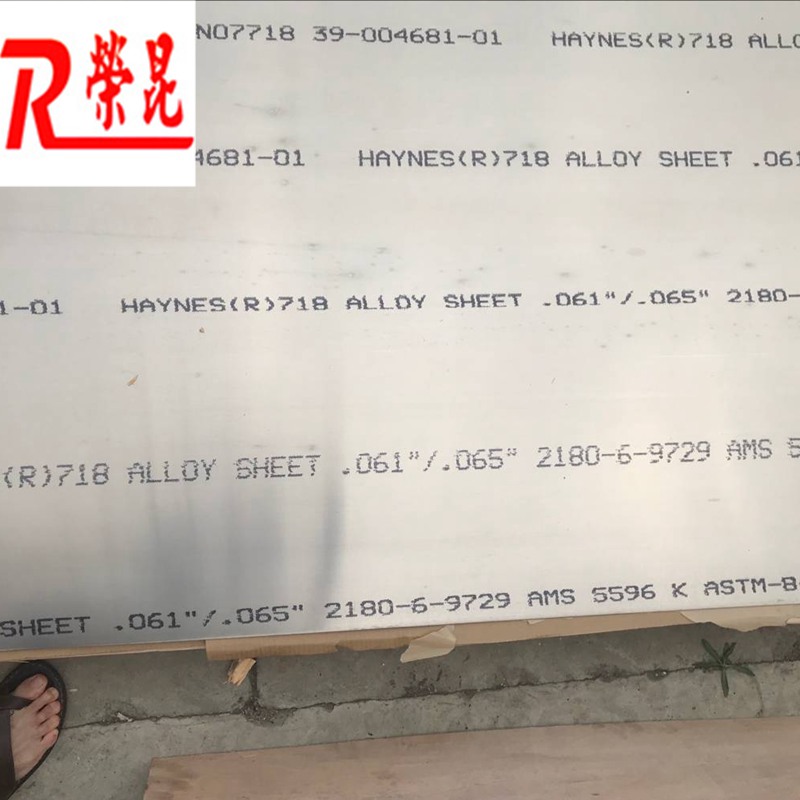 R 榮昆
N07718 39-004681-01 HAYNES(R)718 ALLO
4681-01 HAYNES(R)718 ALLOY SHEET .061
1-01 HAYNES(R)718 ALLOY SHEET .061"/.065" 2180-
(R)718 ALLOY SHEET .061"/.065" 2180-6-9729 AMS 5
SHEET .061"/.065" 2180-6-9729 AMS 5596 K ASTM-B